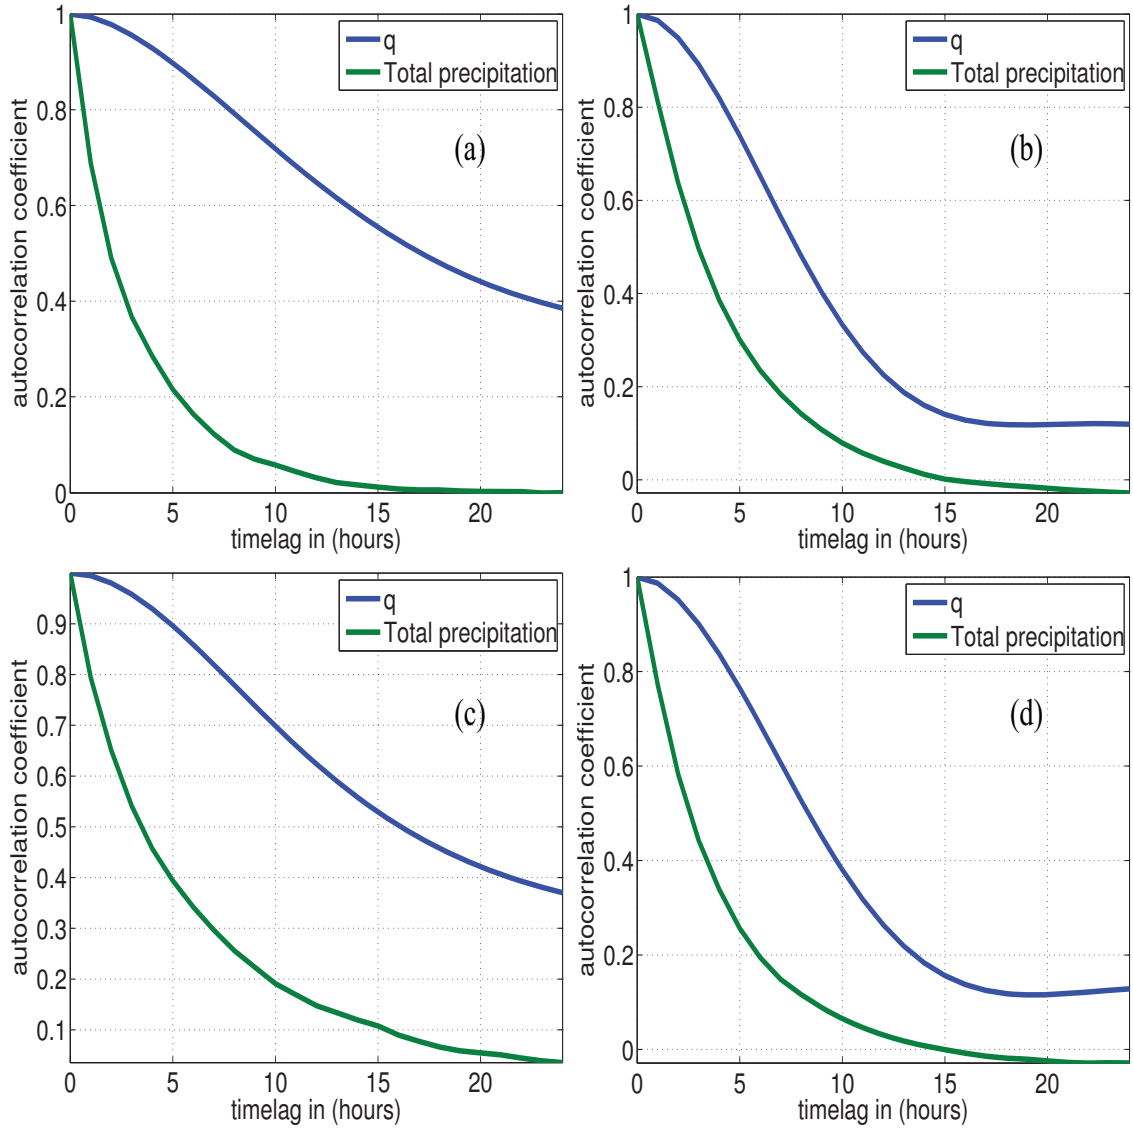 q
Total precipitation
(a)
autocorrelation coefficient
1
0.8
0.6
0.4
0.2
0
0 5 10 15 20
timelag in (hours)
q
Total precipitation
(b)
autocorrelation coefficient
1
0.8
0.6
0.4
0.2
0
0 5 10 15 20
timelag in (hours)
q
Total precipitation
(c)
autocorrelation coefficient
0.9
0.8
0.7
0.6
0.5
0.4
0.3
0.2
0.1
0 5 10 15 20
timelag in (hours)
q
Total precipitation
(d)
autocorrelation coefficient
1
0.8
0.6
0.4
0.2
0
0 5 10 15 20
timelag in (hours)